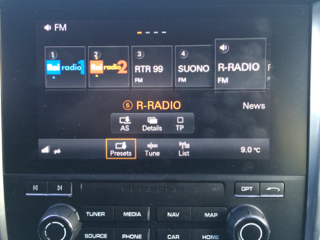 FM
1
Rai radio 1
2
Rai radio 2
3
RTR 99
FM
4
SUONO
FM
R-RADIO
FM
5 R-RADIO
News
AS
Details
TP
Presets
Tune
List
9.0 °C
OPT
TUNER
MEDIA
NAV
MAP
SOURCE
PHONE
CAR
HOME